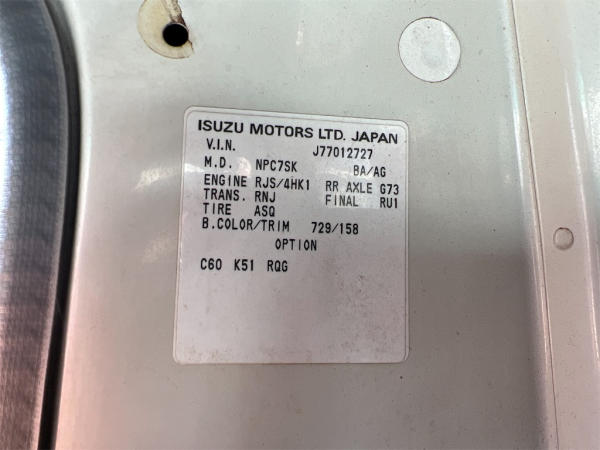 ISUZU MOTORS LTD. JAPAN
V.I.N. J77012727
M.D. NPC7SK BA/AG
ENGINE RJS/4HK1 RR AXLE G73
TRANS. RNJ FINAL RU1
TIRE ASQ
B.COLOR/TRIM 729/158
OPTION
C60 K51 RQG